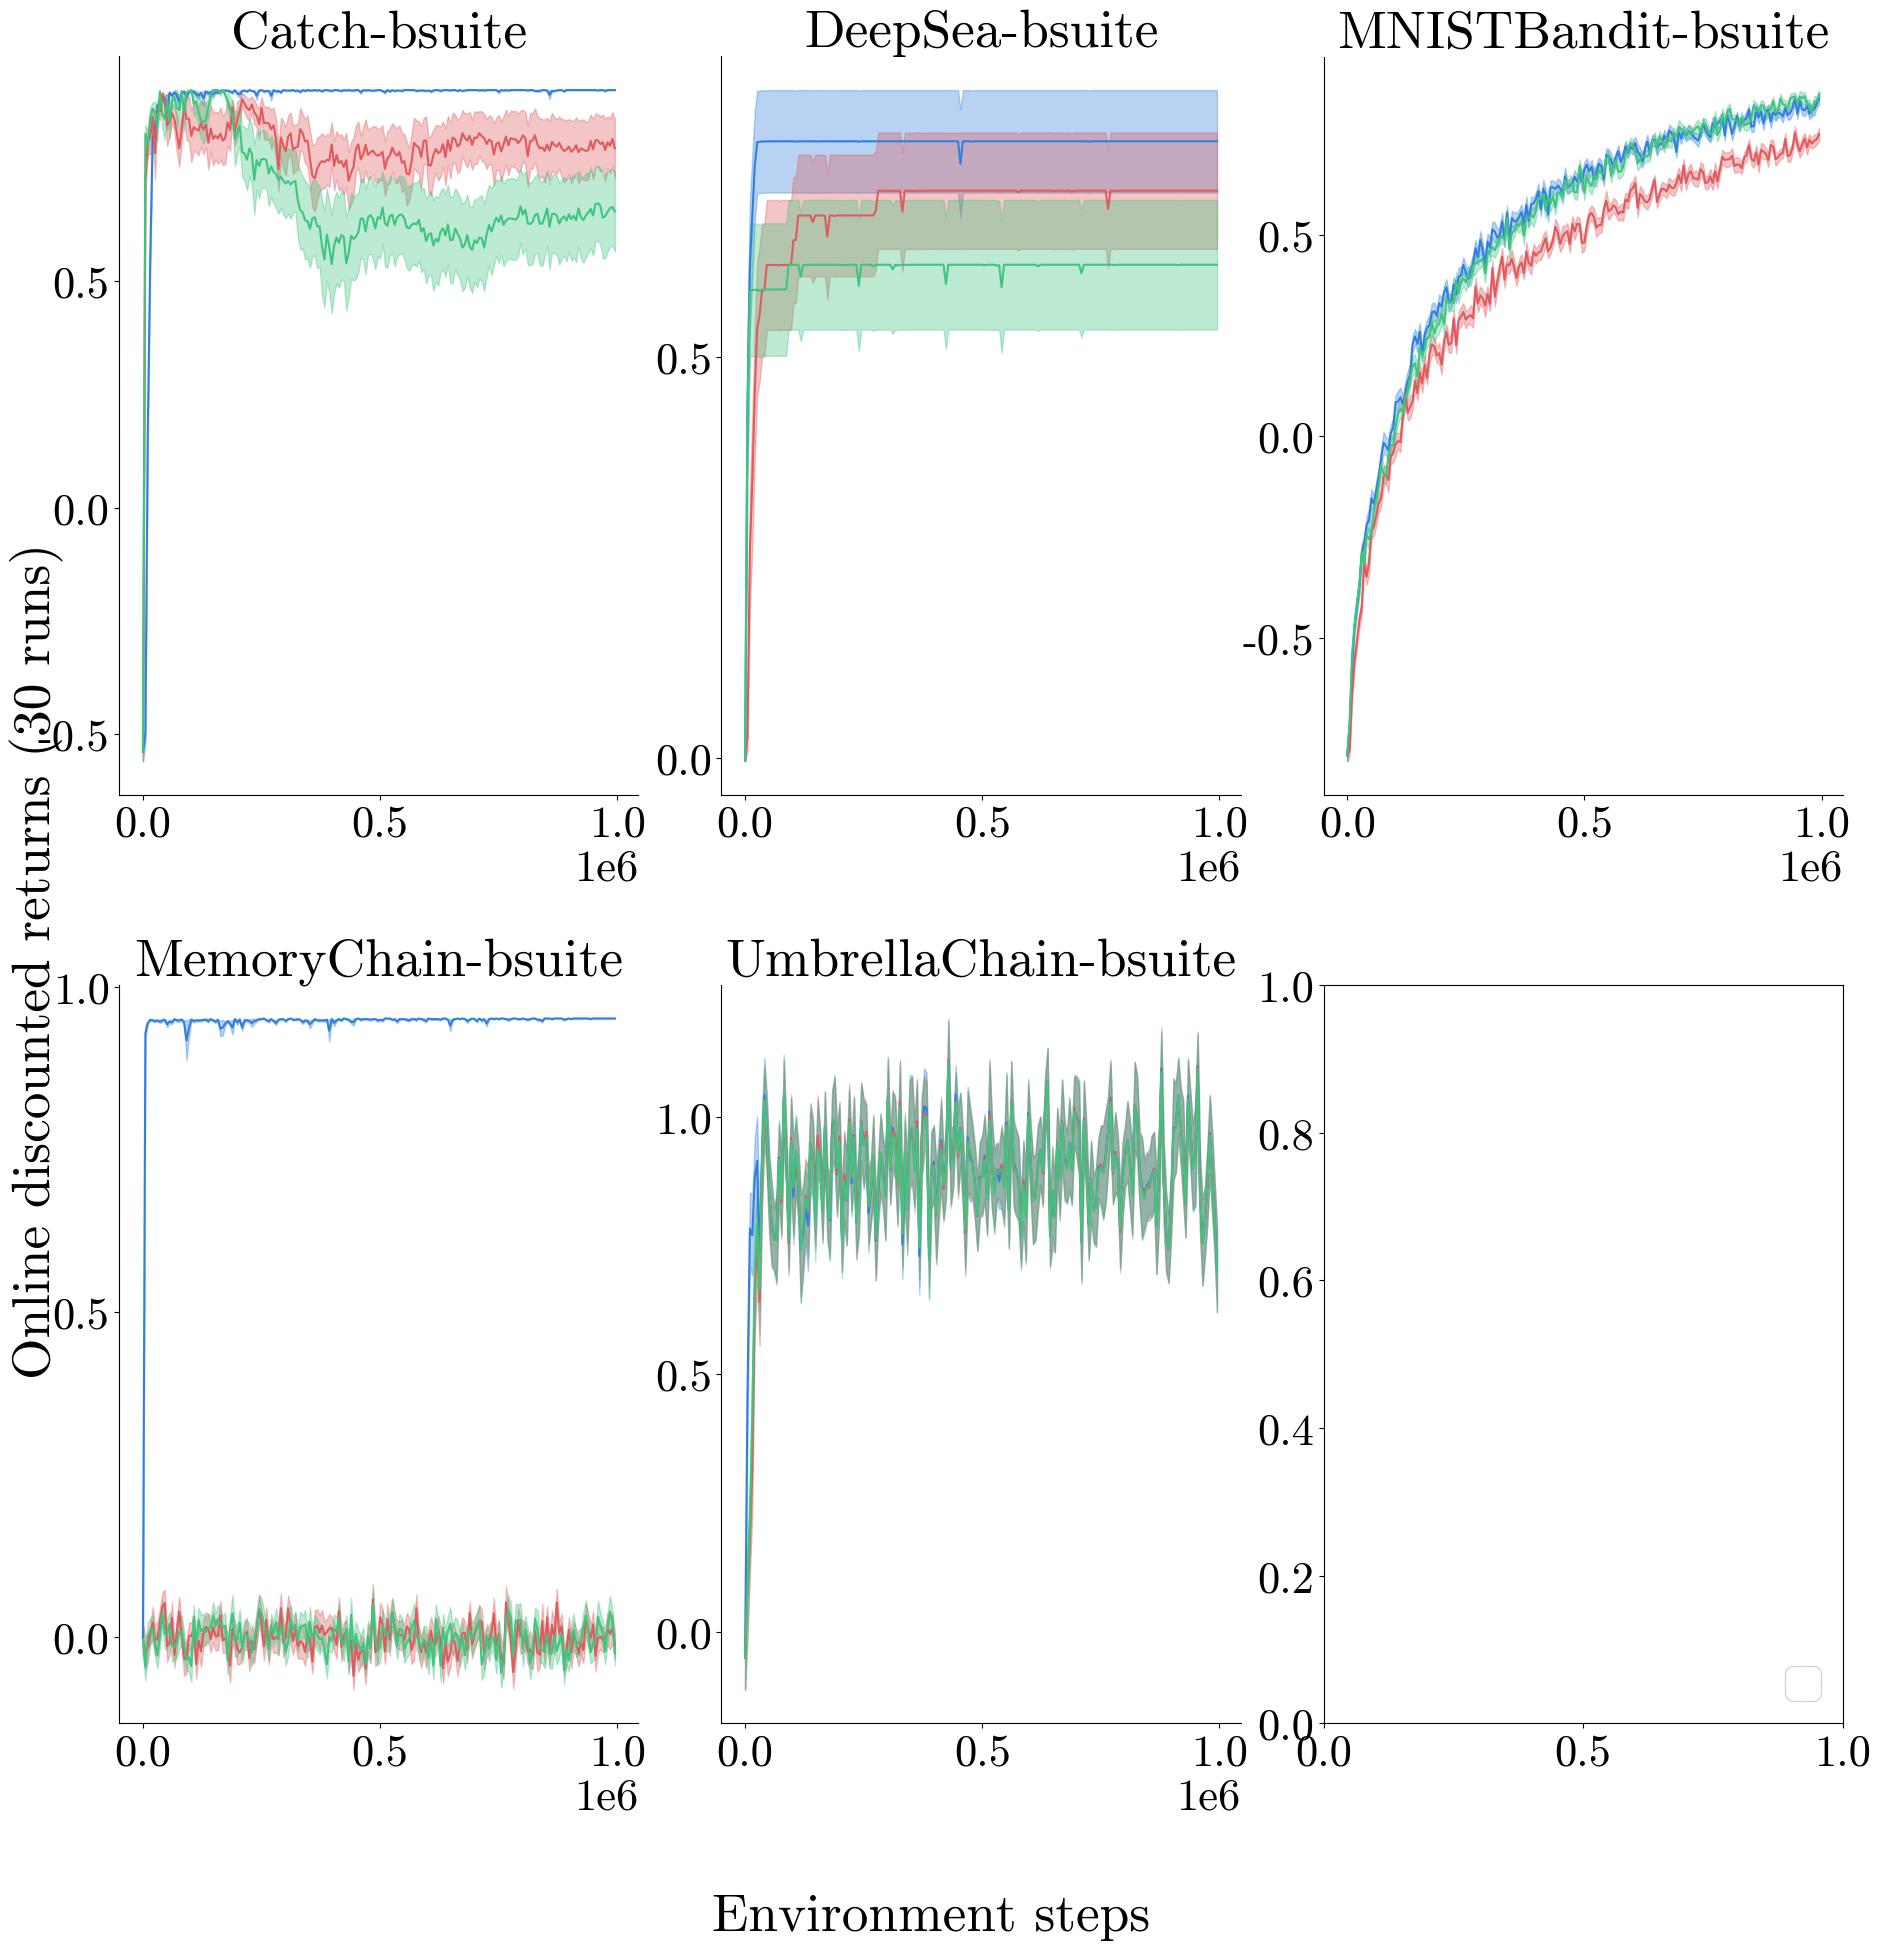 Catch-bsuite
DeepSea-bsuite
MNISTBandit-bsuite
Online discounted returns (30 runs)
0.5
0.0
-0.5
0.0 0.5 1.0
1e6
0.5
0.0
0.0 0.5 1.0
1e6
0.5
0.0
-0.5
0.0 0.5 1.0
1e6
MemoryChain-bsuite
UmbrellaChain-bsuite
1.0
0.5
0.0
0.0 0.5 1.0
1e6
1.0
0.5
0.0
0.0 0.5 1.0
1e6
1.0
0.8
0.6
0.4
0.2
0.0
0.0 0.5 1.0
Environment steps